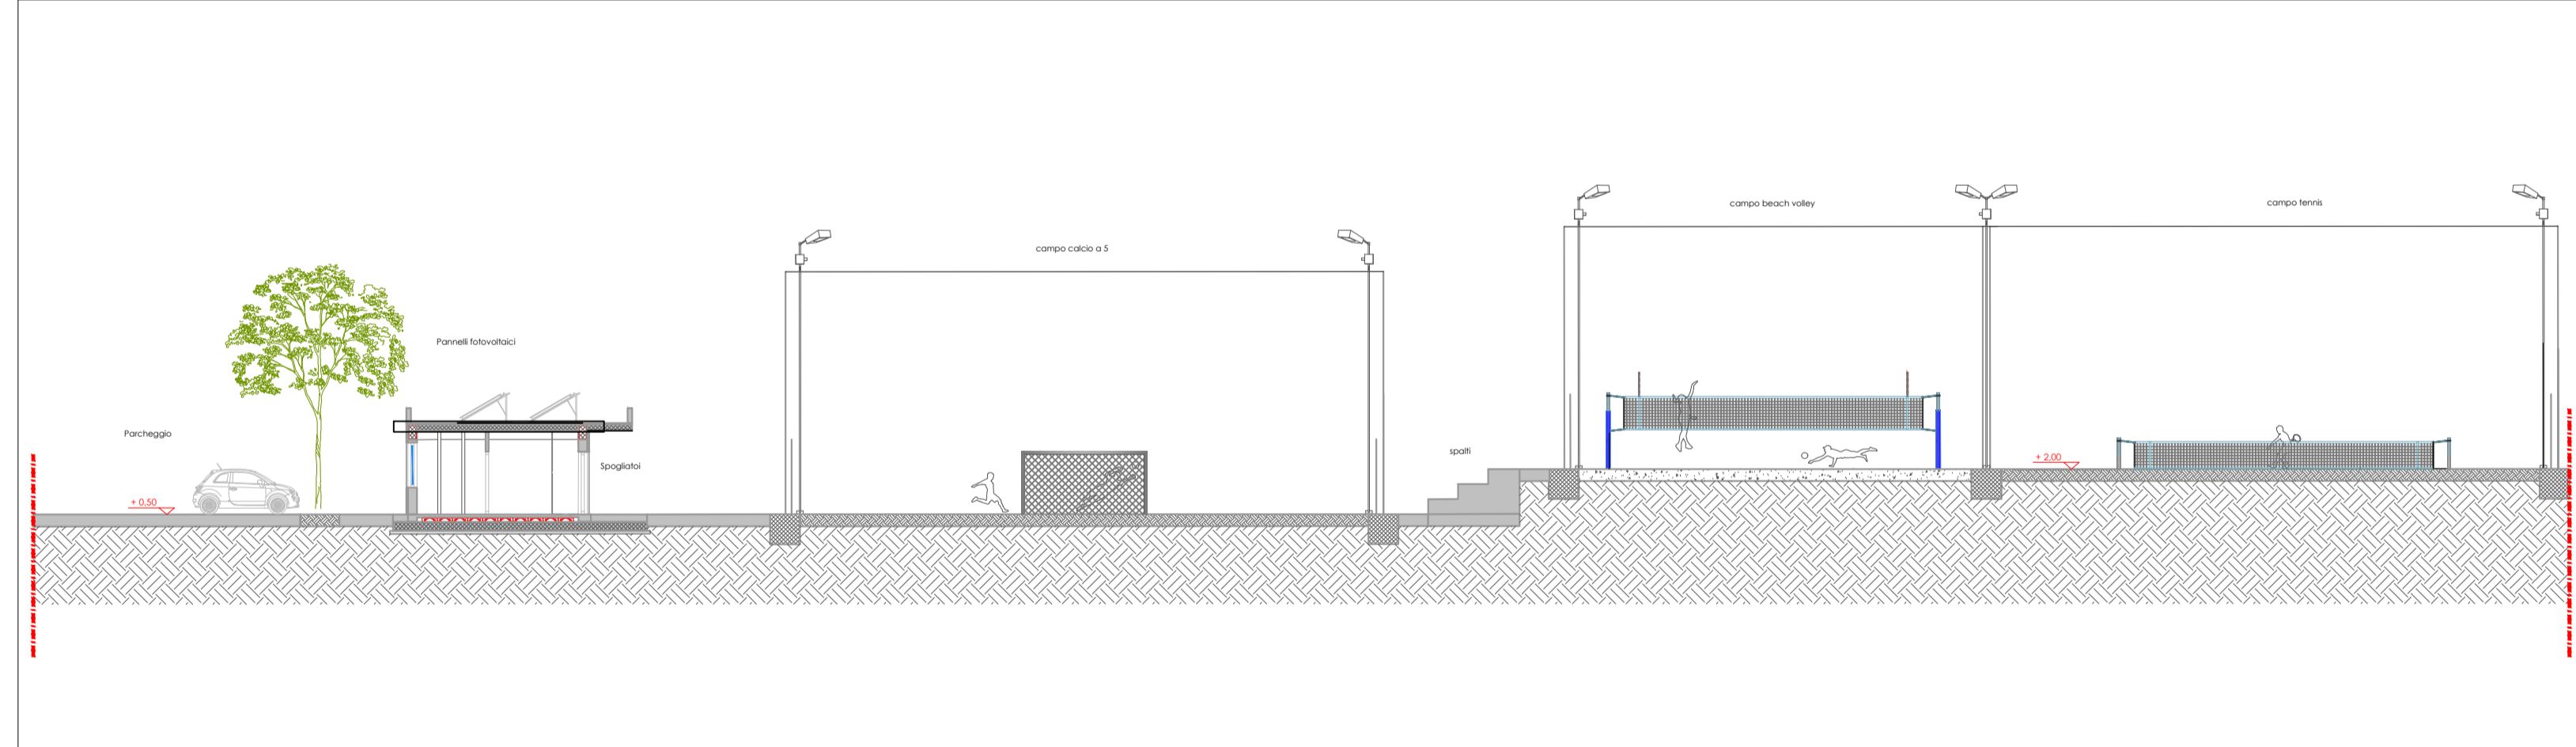 Parcheggio
+ 0,50
Pannelli fotovoltaici
Spogliatoi
campo calcio a 5
spalti
campo beach volley
+ 2,00
campo tennis